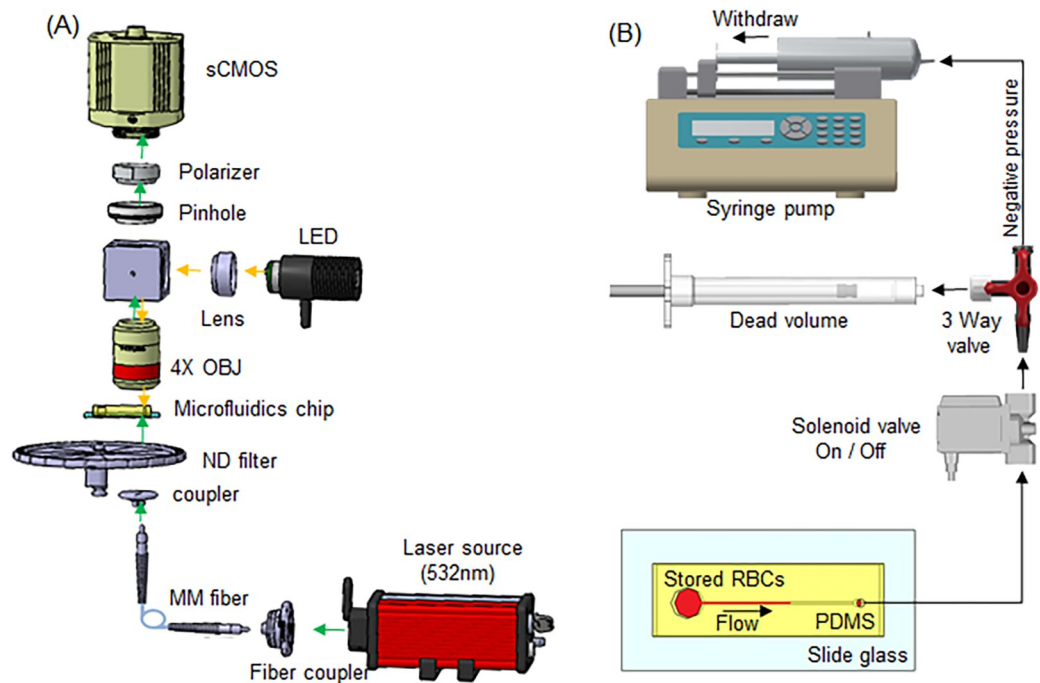 (A)
sCMOS
Polarizer
Pinhole
LED
Lens
4X OBJ
Microfluidics chip
ND filter
coupler
Laser source
(532nm)
MM fiber
Fiber coupler
(B)
Withdraw
Negative pressure
Syringe pump
Dead volume
3 Way
valve
Solenoid valve
On / Off
Stored RBCs
Flow
PDMS
Slide glass